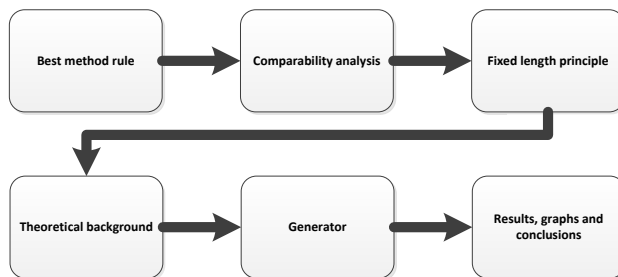 Best method rule
Comparability analysis
Fixed length principle
Theoretical background
Generator
Results, graphs and
conclusions